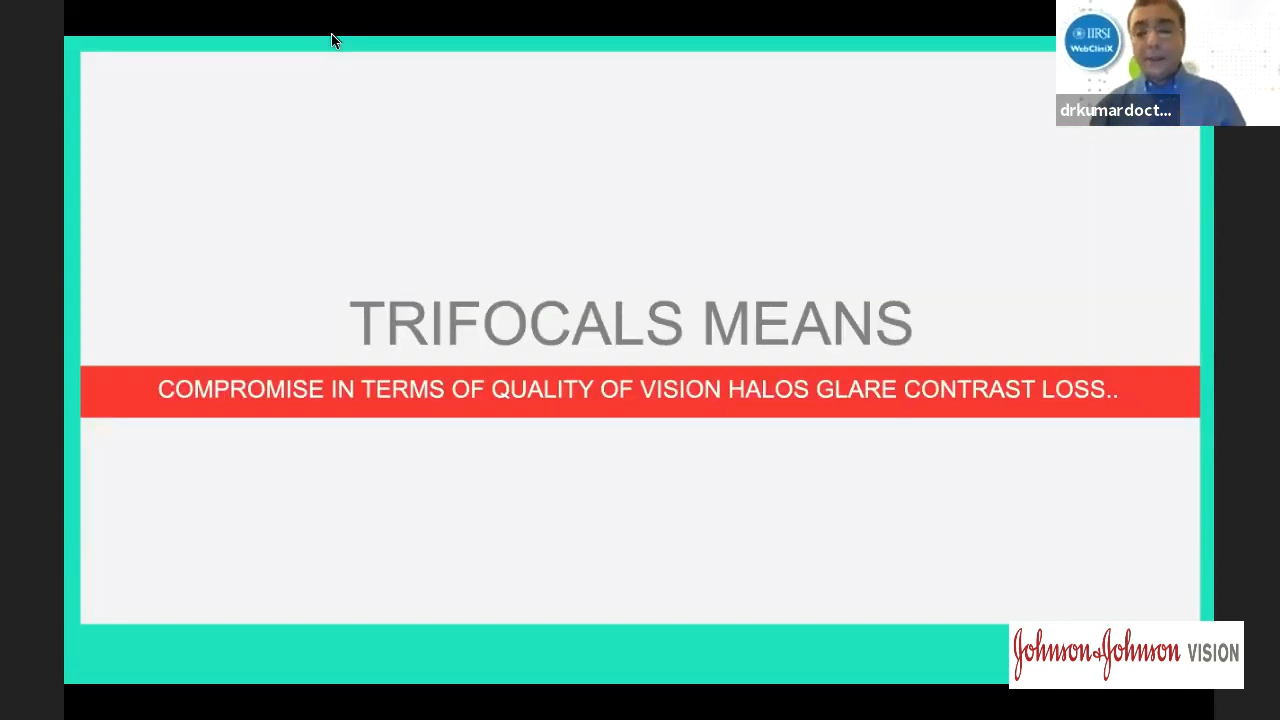 IIRSI
WebCliniX
drkumardoct...
TRIFOCALS MEANS
COMPROMISE IN TERMS OF QUALITY OF VISION HALOS GLARE CONTRAST LOSS..
Johnson & Johnson VISION